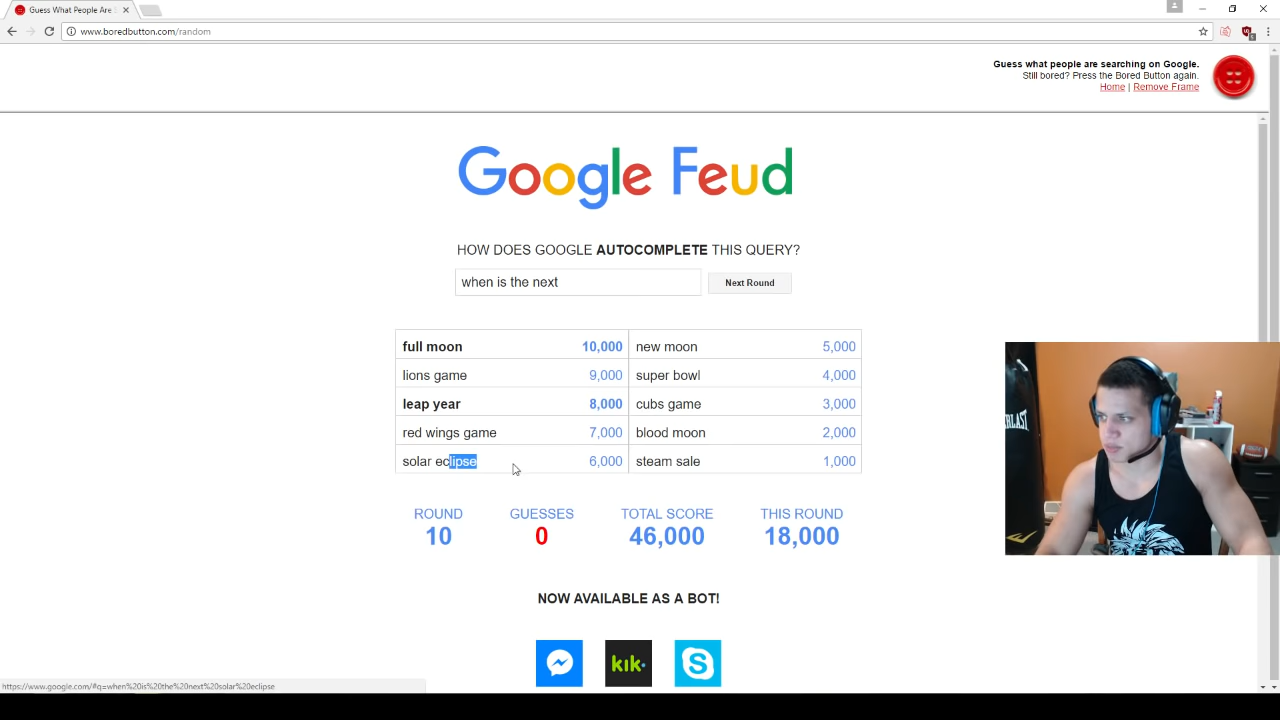 Guess What People Are
www.boredbutton.com/random
Guess what people are searching on Google.
Still bored? Press the Bored Button again.
Home | Remove Frame
Google Feud
HOW DOES GOOGLE AUTOCOMPLETE THIS QUERY?
when is the next
Next Round
full moon 10,000 new moon 5,000
lions game 9,000 super bowl 4,000
leap year 8,000 cubs game 3,000
red wings game 7,000 blood moon 2,000
solar eclipse 6,000 steam sale 1,000
ROUND GUESSES TOTAL SCORE THIS ROUND
10 0 46,000 18,000
NOW AVAILABLE AS A BOT!
kik
https://www.google.com/#q=when%20is%20the%20next%20solar%20eclipse